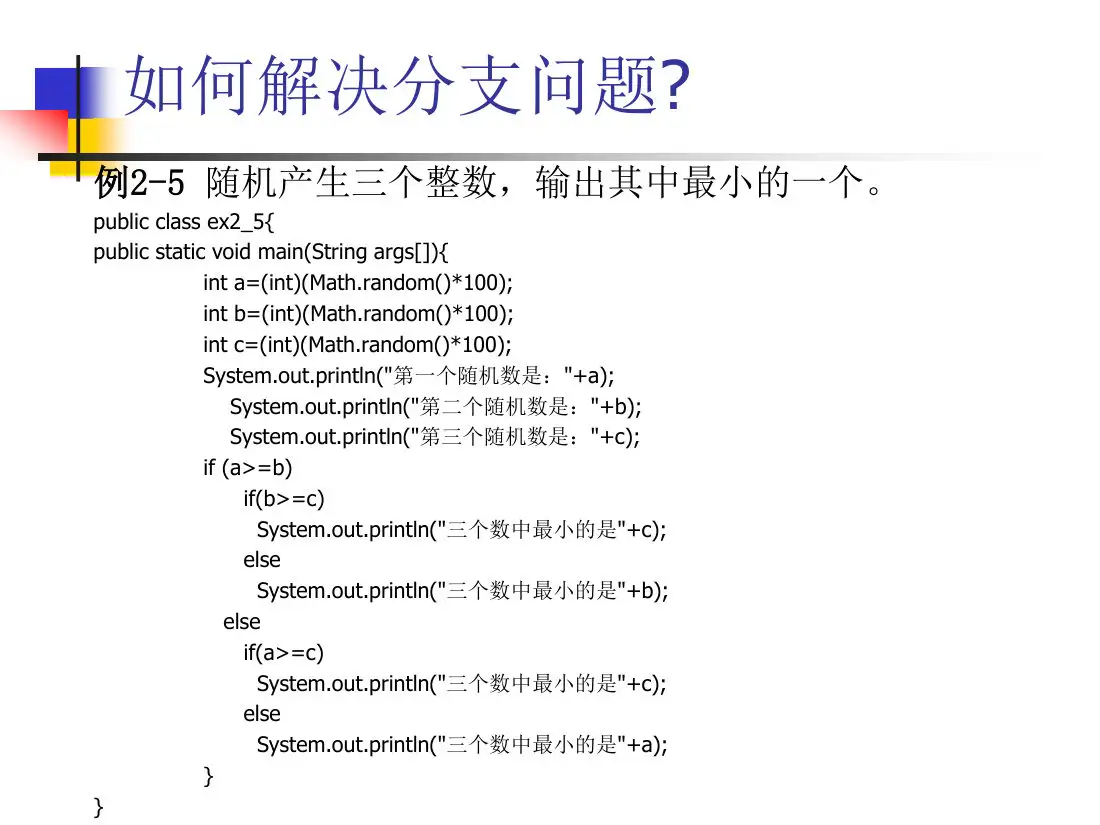 如何解决分支问题?
例2-5 随机产生三个整数，输出其中最小的一个。
public class ex2_5{
public static void main(String args[]){
int a=(int)(Math.random()*100);
int b=(int)(Math.random()*100);
int c=(int)(Math.random()*100);
System.out.println("第一个随机数是："+a);
System.out.println("第二个随机数是："+b);
System.out.println("第三个随机数是："+c);
if (a>=b)
if(b>=c)
System.out.println("三个数中最小的是"+c);
else
System.out.println("三个数中最小的是"+b);
else
if(a>=c)
System.out.println("三个数中最小的是"+c);
else
System.out.println("三个数中最小的是"+a);
}
}